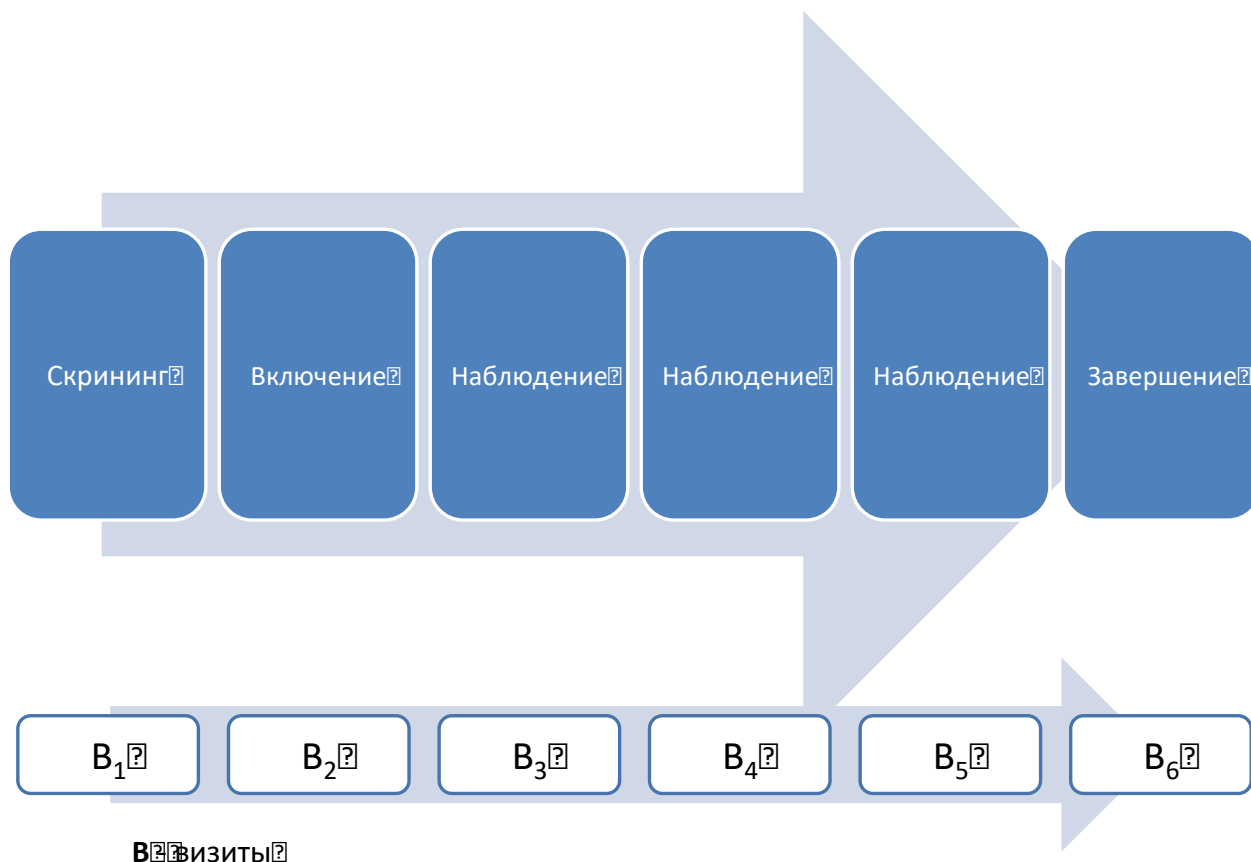 Скрининг
Включение
Наблюдение
Наблюдение
Наблюдение
Завершение
В₁
В₂
В₃
В₄
В₅
В₆
В - визиты